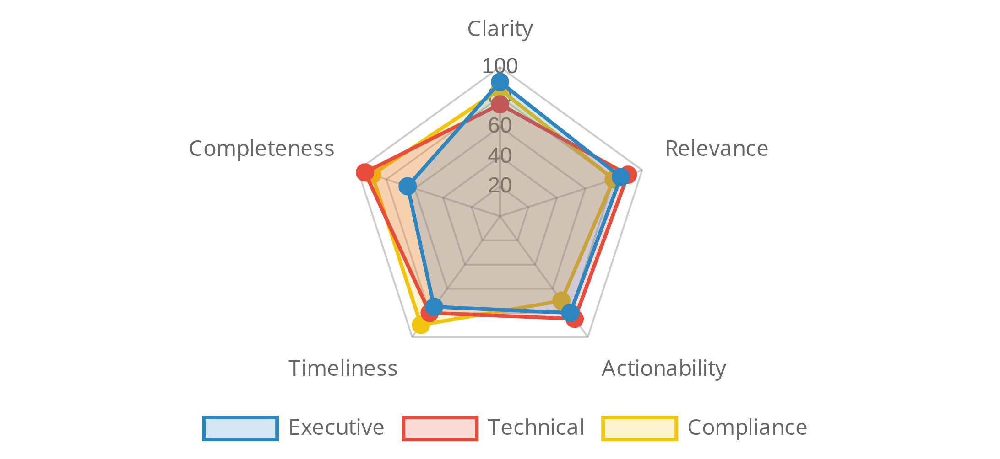 Clarity
100
60
40
20
Completeness
Relevance
Timeliness
Actionability
Executive
Technical
Compliance